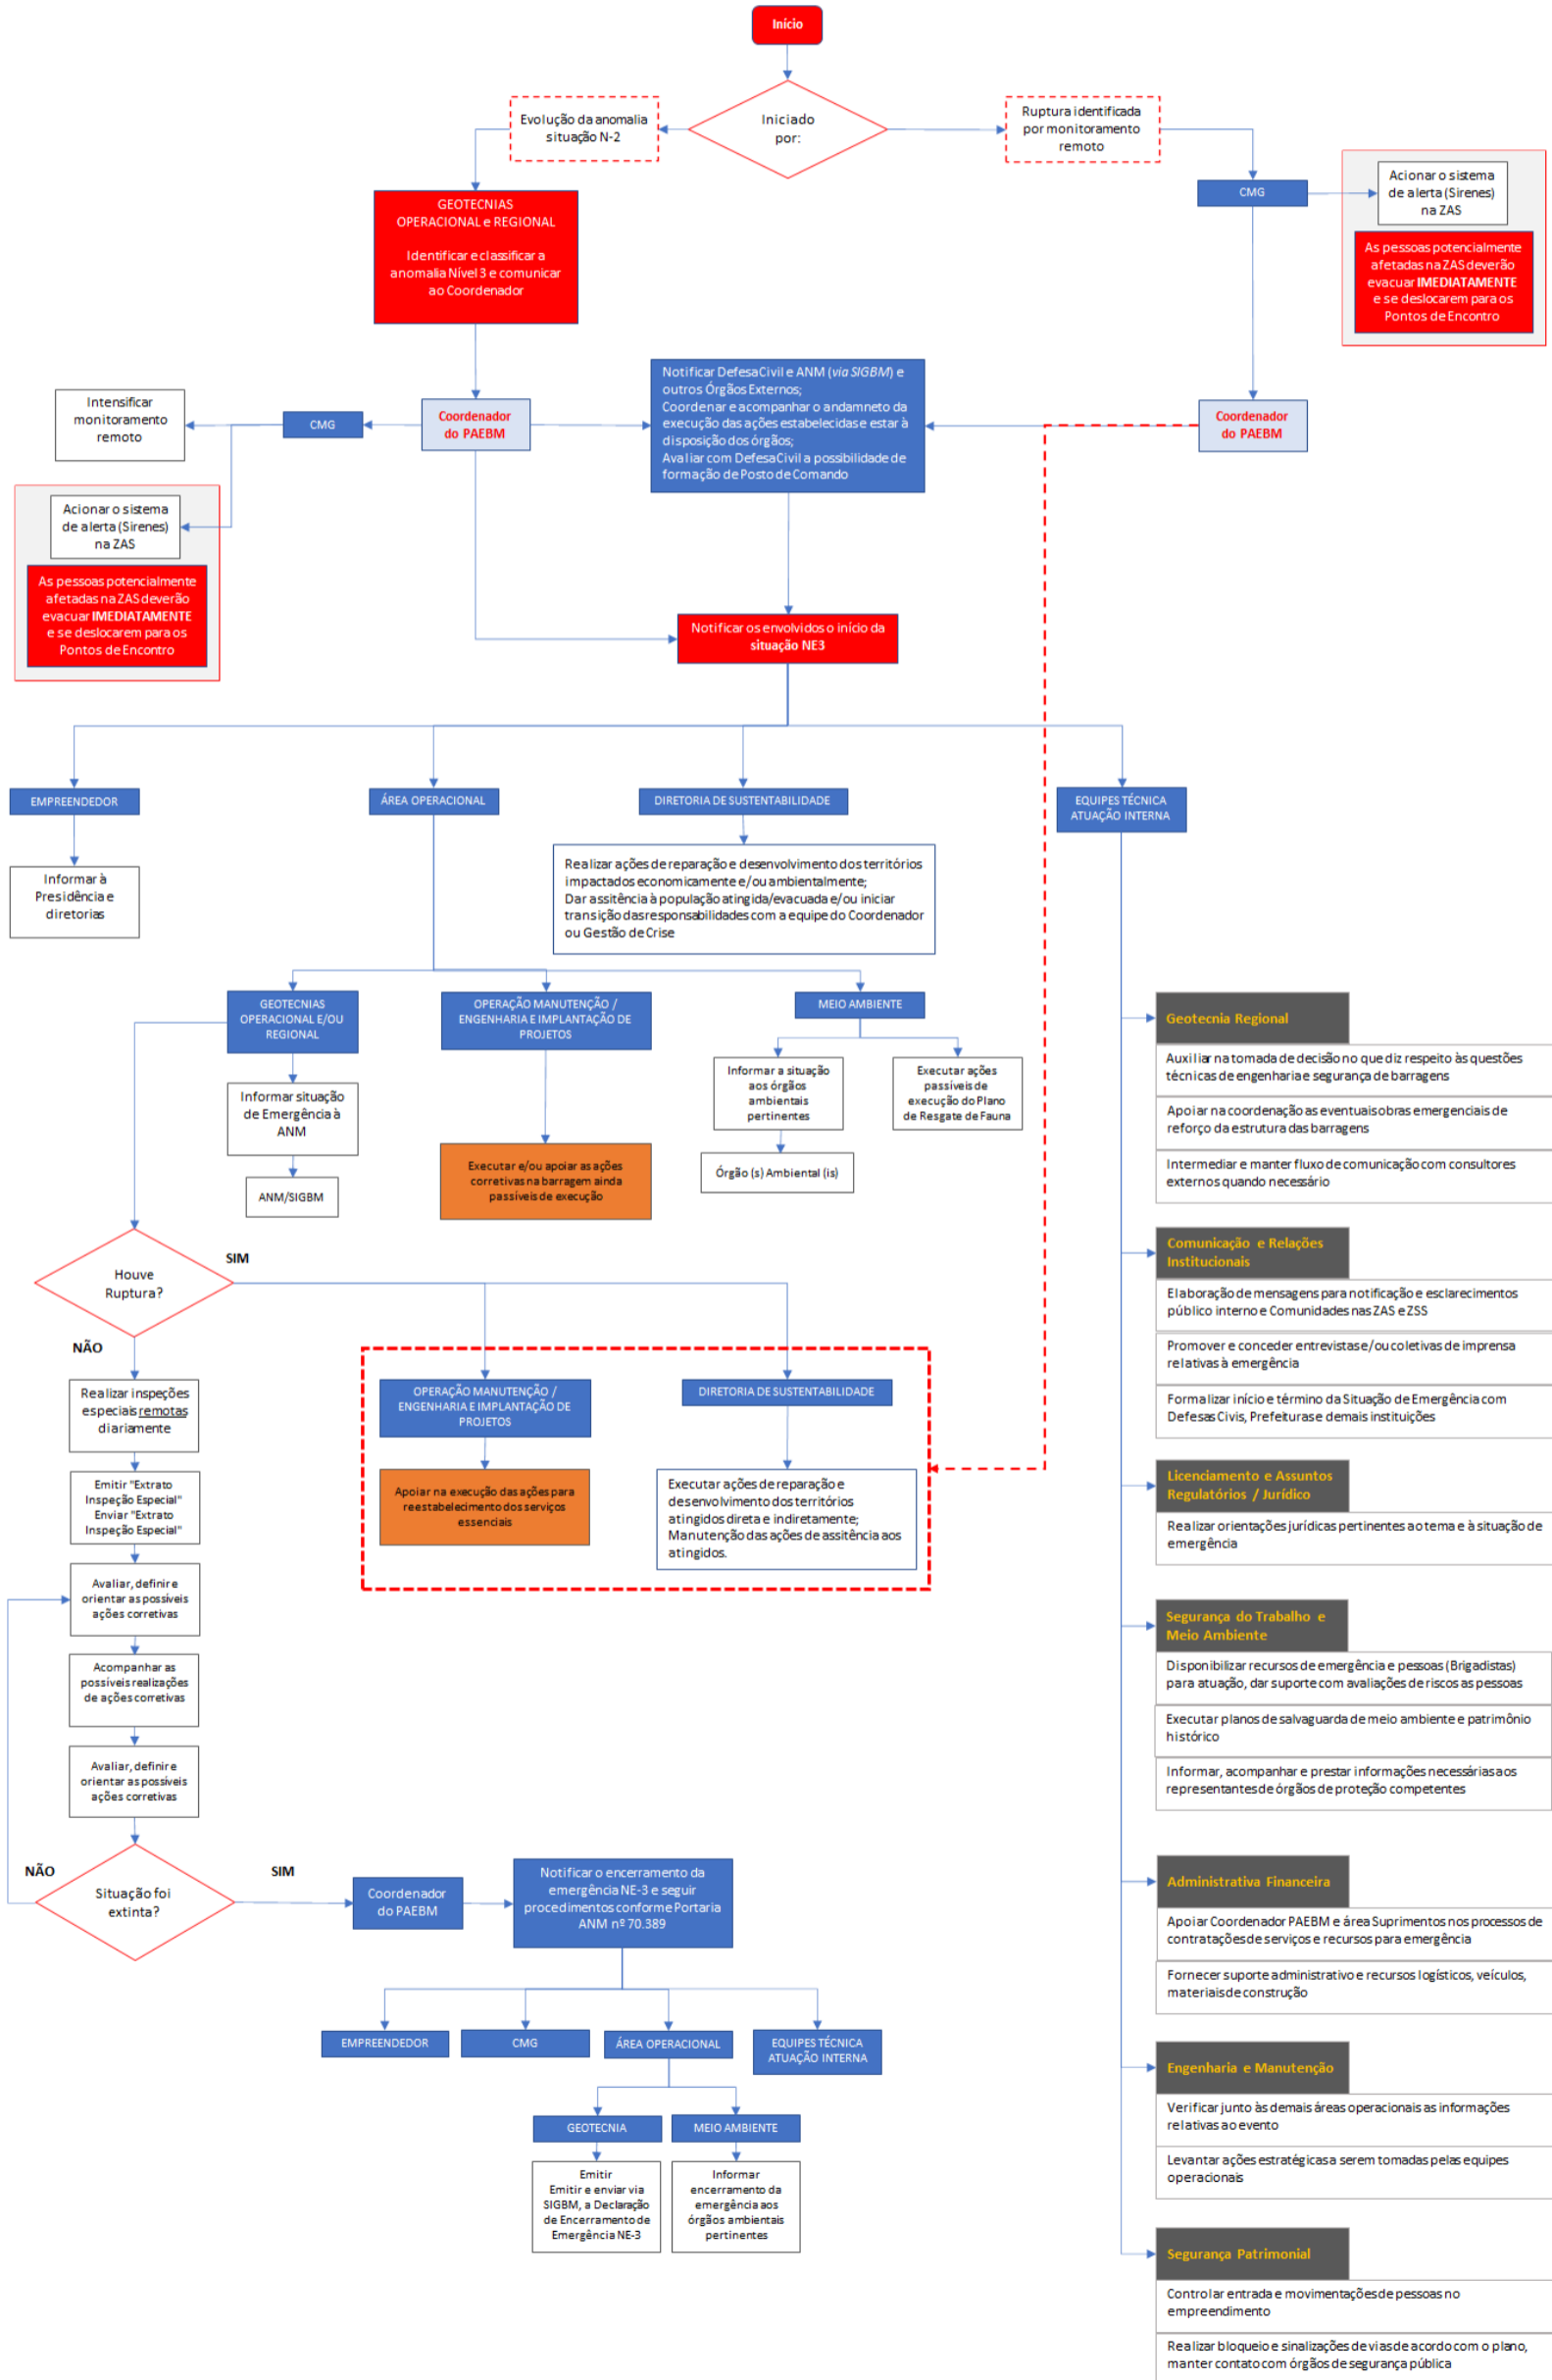 Início
Iniciado
por:
Evolução da anomalia
situação N-2
Ruptura identificada
por monitoramento
remoto
GEOTECNIAS
OPERACIONAL e REGIONAL
Identificar e classificar a
anomalia Nível 3 e comunicar
ao Coordenador
CMG
Acionar o sistema
de alerta (Sirenes)
na ZAS
As pessoas potencialmente
afetadas na ZAS deverão
evacuar IMEDIATAMENTE
e se deslocarem para os
Pontos de Encontro
Intensificar
monitoramento
remoto
CMG
Coordenador
do PAEBM
Notificar Defesa Civil e ANM (via SIGBM) e
outros Órgãos Externos;
Coordenar e acompanhar o andamneto da
execução das ações estabelecidas e estar à
disposição dos órgãos;
Avaliar com Defesa Civil a possibilidade de
formação de Posto de Comando
Coordenador
do PAEBM
Acionar o sistema
de alerta (Sirenes)
na ZAS
As pessoas potencialmente
afetadas na ZAS deverão
evacuar IMEDIATAMENTE
e se deslocarem para os
Pontos de Encontro
Notificar os envolvidos o início da
situação NE3
EMPREENDEDOR
ÁREA OPERACIONAL
DIRETORIA DE SUSTENTABILIDADE
EQUIPES TÉCNICA
ATUAÇÃO INTERNA
Informar à
Presidência e
diretorias
Realizar ações de reparação e desenvolvimento dos territórios
impactados economicamente e/ou ambientalmente;
Dar assitência à população atingida/evacuada e/ou iniciar
transição das responsabilidades com a equipe do Coordenador
ou Gestão de Crise
GEOTECNIAS
OPERACIONAL E/OU
REGIONAL
OPERAÇÃO MANUTENÇÃO /
ENGENHARIA E IMPLANTAÇÃO DE
PROJETOS
MEIO AMBIENTE
Informar situação
de Emergência à
ANM
ANM/SIGBM
Executar e/ou apoiar as ações
corretivas na barragem ainda
passíveis de execução
Informar a situação
aos órgãos
ambientais
pertinentes
Executar ações
passíveis de
execução do Plano
de Resgate de Fauna
Órgão (s) Ambiental (is)
Houve
Ruptura?
SIM
NÃO
OPERAÇÃO MANUTENÇÃO /
ENGENHARIA E IMPLANTAÇÃO DE
PROJETOS
DIRETORIA DE SUSTENTABILIDADE
Apoiar na execução das ações para
reestabelecimento dos serviços
essenciais
Executar ações de reparação e
desenvolvimento dos territórios
atingidos direta e indiretamente;
Manutenção das ações de assitência aos
atingidos.
Realizar inspeções
especiais remotas
diariamente
Emitir "Extrato
Inspeção Especial"
Enviar "Extrato
Inspeção Especial"
Avaliar, definir e
orientar as possíveis
ações corretivas
Acompanhar as
possíveis realizações
de ações corretivas
Avaliar, definir e
orientar as possíveis
ações corretivas
NÃO
Situação foi
extinta?
SIM
Coordenador
do PAEBM
Notificar o encerramento da
emergência NE-3 e seguir
procedimentos conforme Portaria
ANM nº 70.389
EMPREENDEDOR
CMG
ÁREA OPERACIONAL
EQUIPES TÉCNICA
ATUAÇÃO INTERNA
GEOTECNIA
MEIO AMBIENTE
Emitir
Emitir e enviar via
SIGBM, a Declaração
de Encerramento de
Emergência NE-3
Informar
encerramento da
emergência aos
órgãos ambientais
pertinentes
Geotecnia Regional
Auxiliar na tomada de decisão no que diz respeito às questões
técnicas de engenharia e segurança de barragens
Apoiar na coordenação as eventuais obras emergenciais de
reforço da estrutura das barragens
Intermediar e manter fluxo de comunicação com consultores
externos quando necessário
Comunicação e Relações
Institucionais
Elaboração de mensagens para notificação e esclarecimentos
público interno e Comunidades nas ZAS e ZSS
Promover e conceder entrevistas e/ou coletivas de imprensa
relativas à emergência
Formalizar início e término da Situação de Emergência com
Defesas Civis, Prefeituras e demais instituições
Licenciamento e Assuntos
Regulatórios / Jurídico
Realizar orientações jurídicas pertinentes ao tema e à situação de
emergência
Segurança do Trabalho e
Meio Ambiente
Disponibilizar recursos de emergência e pessoas (Brigadistas)
para atuação, dar suporte com avaliações de riscos as pessoas
Executar planos de salvaguarda de meio ambiente e patrimônio
histórico
Informar, acompanhar e prestar informações necessárias aos
representantes de órgãos de proteção competentes
Administrativa Financeira
Apoiar Coordenador PAEBM e área Suprimentos nos processos de
contratações de serviços e recursos para emergência
Fornecer suporte administrativo e recursos logísticos, veículos,
materiais de construção
Engenharia e Manutenção
Verificar junto às demais áreas operacionais as informações
relativas ao evento
Levantar ações estratégicas a serem tomadas pelas equipes
operacionais
Segurança Patrimonial
Controlar entrada e movimentações de pessoas no
empreendimento
Realizar bloqueio e sinalizações de vias de acordo com o plano,
manter contato com órgãos de segurança pública